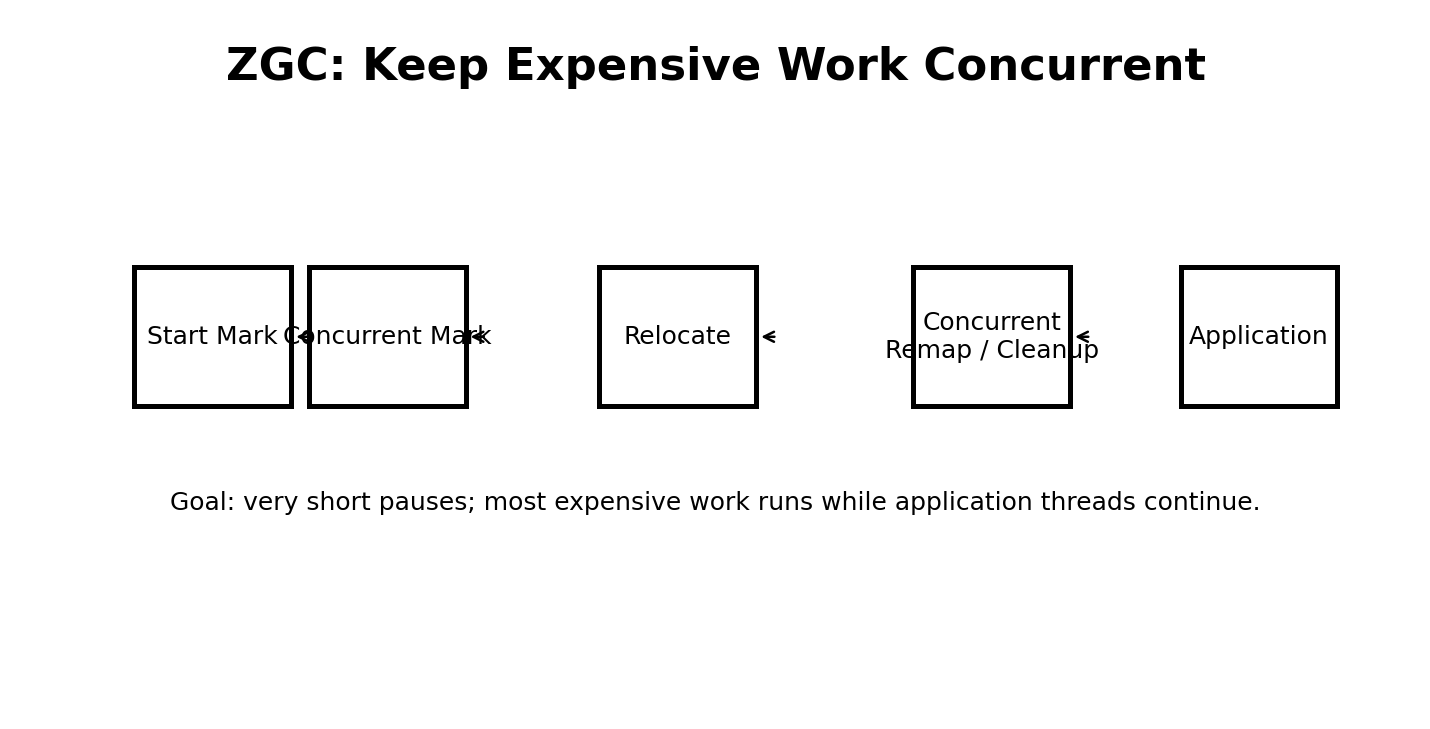 ZGC: Keep Expensive Work Concurrent
Start Mark
Concurrent Mark
Relocate
Concurrent
Remap / Cleanup
Application
Goal: very short pauses; most expensive work runs while application threads continue.